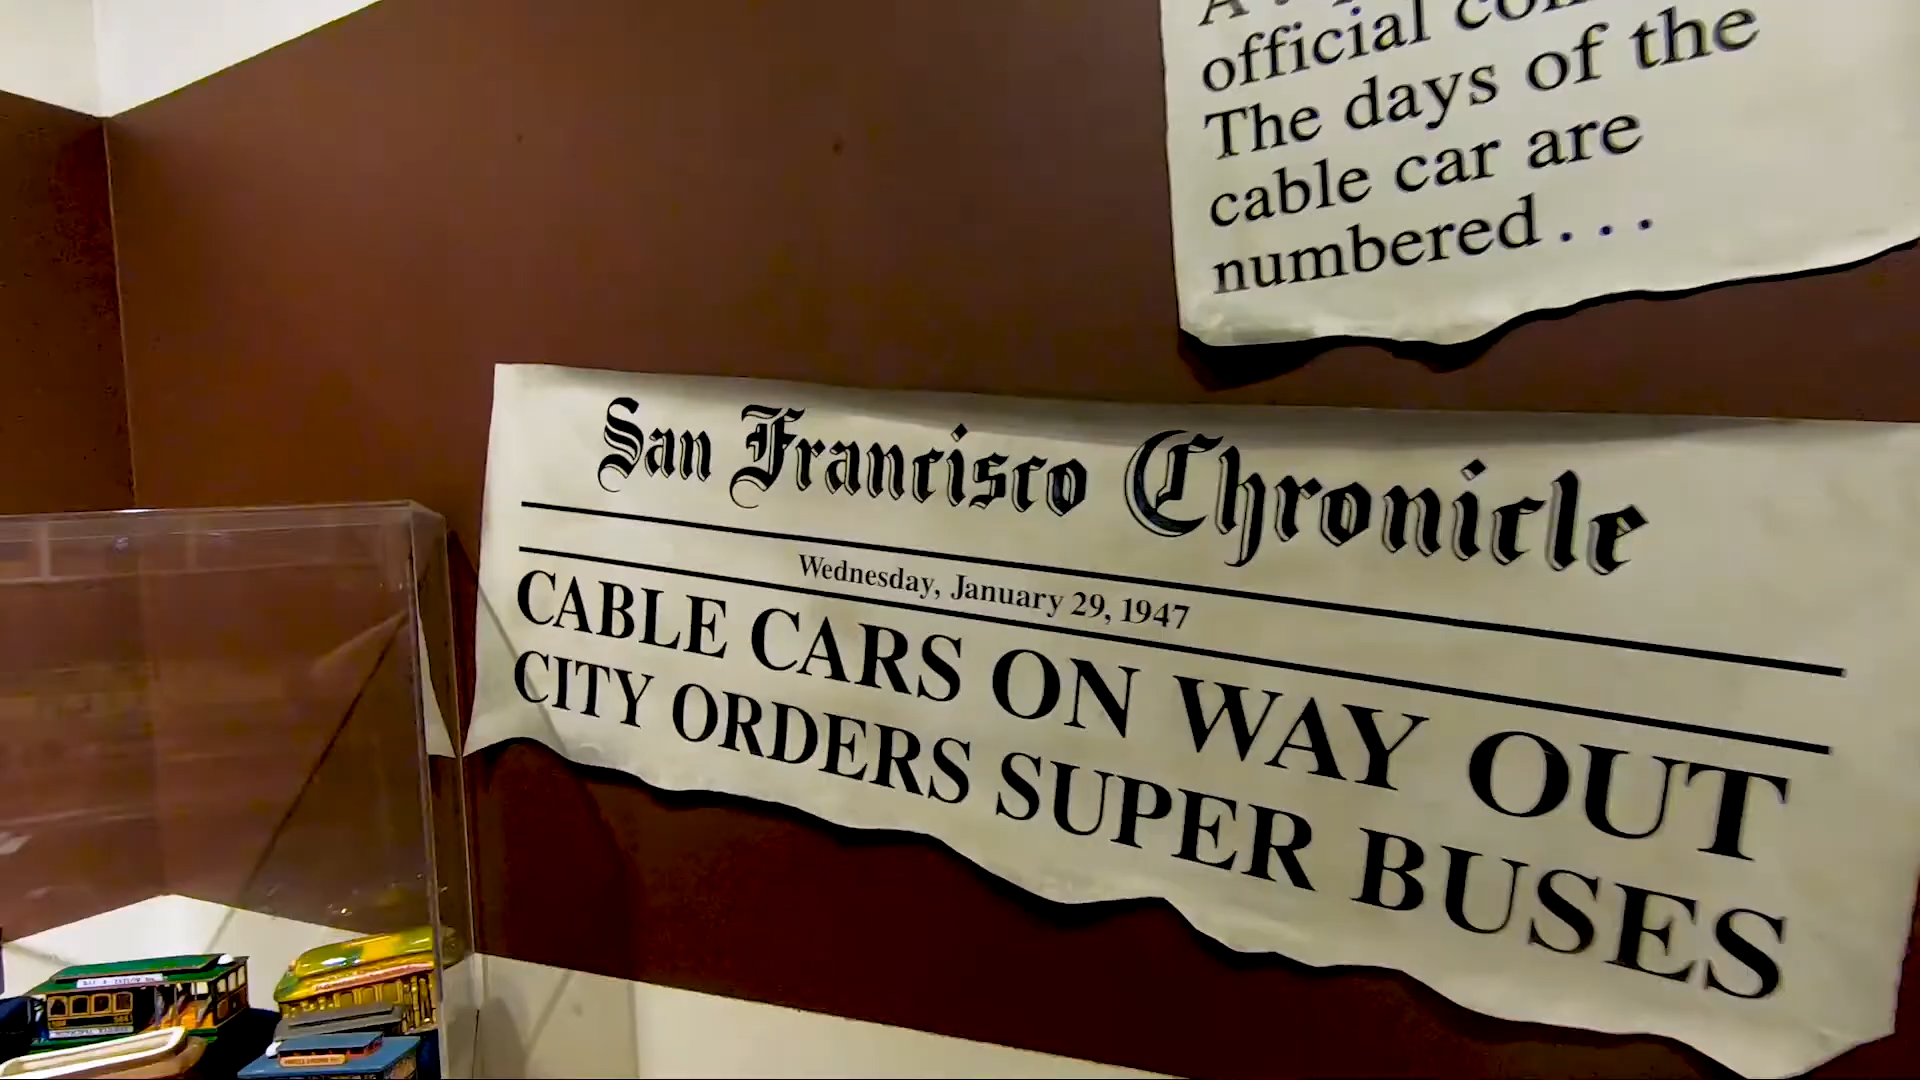 official
The days of the
cable car are
numbered...
San Francisco Chronicle
Wednesday, January 29, 1947
CABLE CARS ON WAY OUT
CITY ORDERS SUPER BUSES